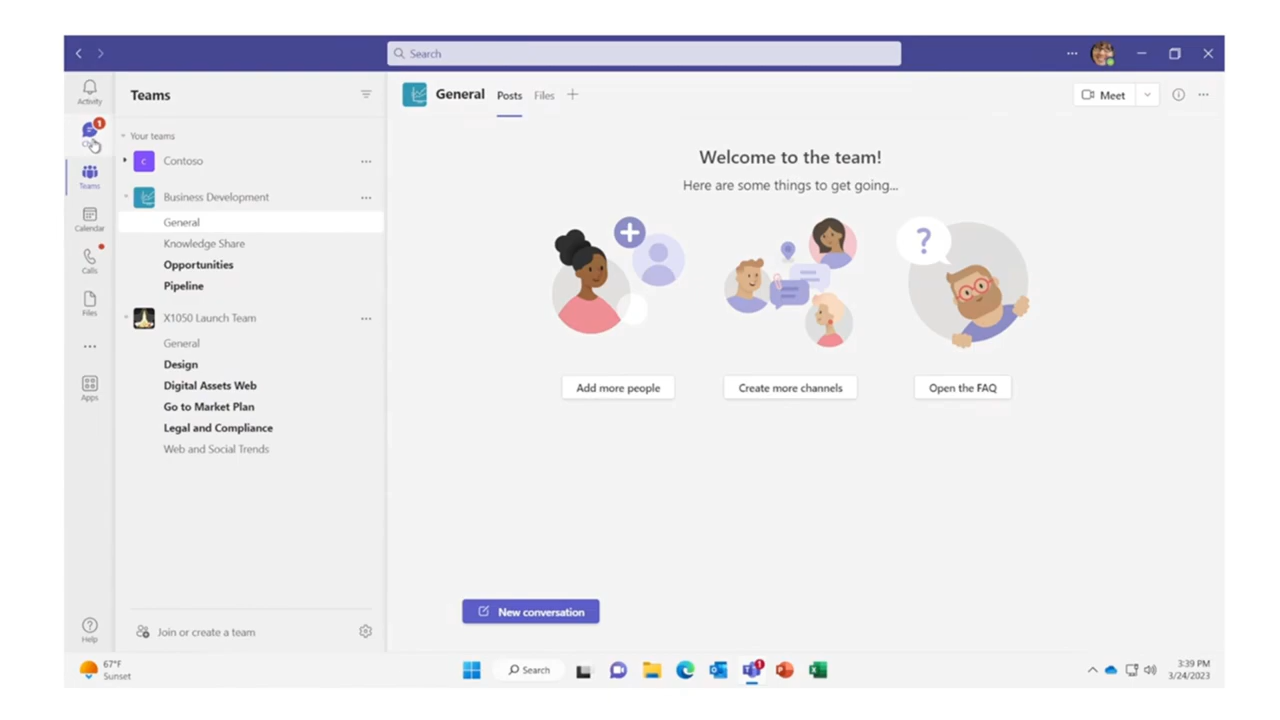 Search
Activity
1
Chat
Teams
Calendar
Calls
Files
Apps
Help
Teams
Your teams
C Contoso
Business Development
General
Knowledge Share
Opportunities
Pipeline
X1050 Launch Team
General
Design
Digital Assets Web
Go to Market Plan
Legal and Compliance
Web and Social Trends
Join or create a team
General Posts Files
Meet
Welcome to the team!
Here are some things to get going...
?
Add more people
Create more channels
Open the FAQ
New conversation
67°F
Sunset
Search
1
3:39 PM
3/24/2023